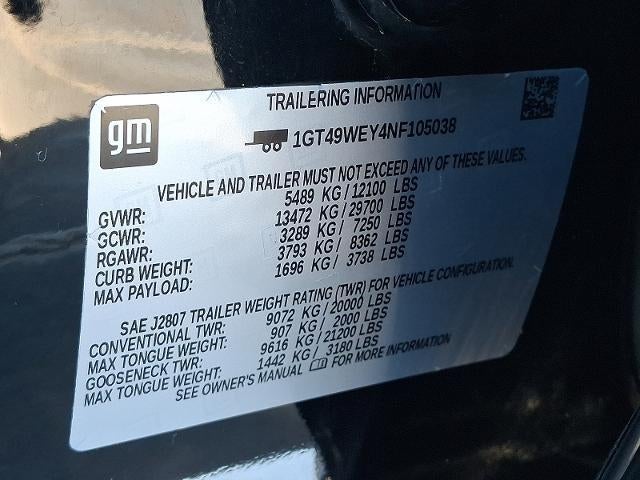 gm
TRAILERING INFORMATION
1GT49WEY4NF105038
VEHICLE AND TRAILER MUST NOT EXCEED ANY OF THESE VALUES.
GVWR: 5489 KG/12100 LBS
GCWR: 13472 KG/29700 LBS
RGAWR: 3289 KG/ 7250 LBS
CURB WEIGHT: 3793 KG/ 8362 LBS
MAX PAYLOAD: 1696 KG/ 3738 LBS
SAE J2807 TRAILER WEIGHT RATING (TWR) FOR VEHICLE CONFIGURATION.
CONVENTIONAL TWR: 9072 KG/20000 LBS
MAX TONGUE WEIGHT: 907 KG/ 2000 LBS
GOOSENECK TWR: 9616 KG/21200 LBS
MAX TONGUE WEIGHT: 1442 KG/ 3180 LBS
SEE OWNER'S MANUAL FOR MORE INFORMATION